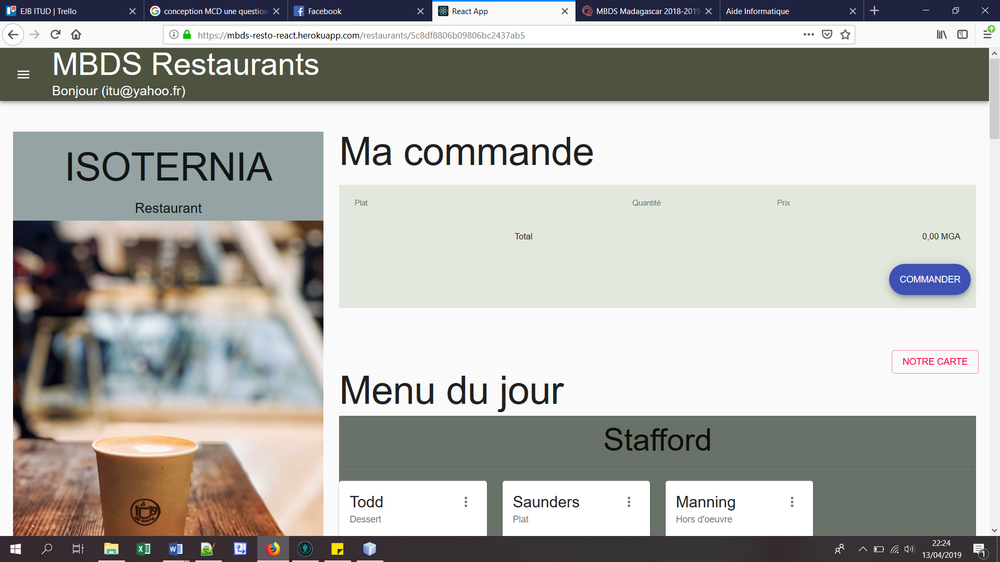 EJB ITUD | Trello
conception MCD une question
Facebook
React App
MBDS Madagascar 2018-2019
Aide Informatique
https://mbds-resto-react.herokuapp.com/restaurants/5c8df8806b09806bc2437ab5
MBDS Restaurants
Bonjour (itu@yahoo.fr)
ISOTERNIA
Restaurant
Ma commande
Plat Quantité Prix
Total 0,00 MGA
COMMANDER
NOTRE CARTE
Menu du jour
Stafford
Todd
Dessert
Saunders
Plat
Manning
Hors d'oeuvre
22:24
13/04/2019
1